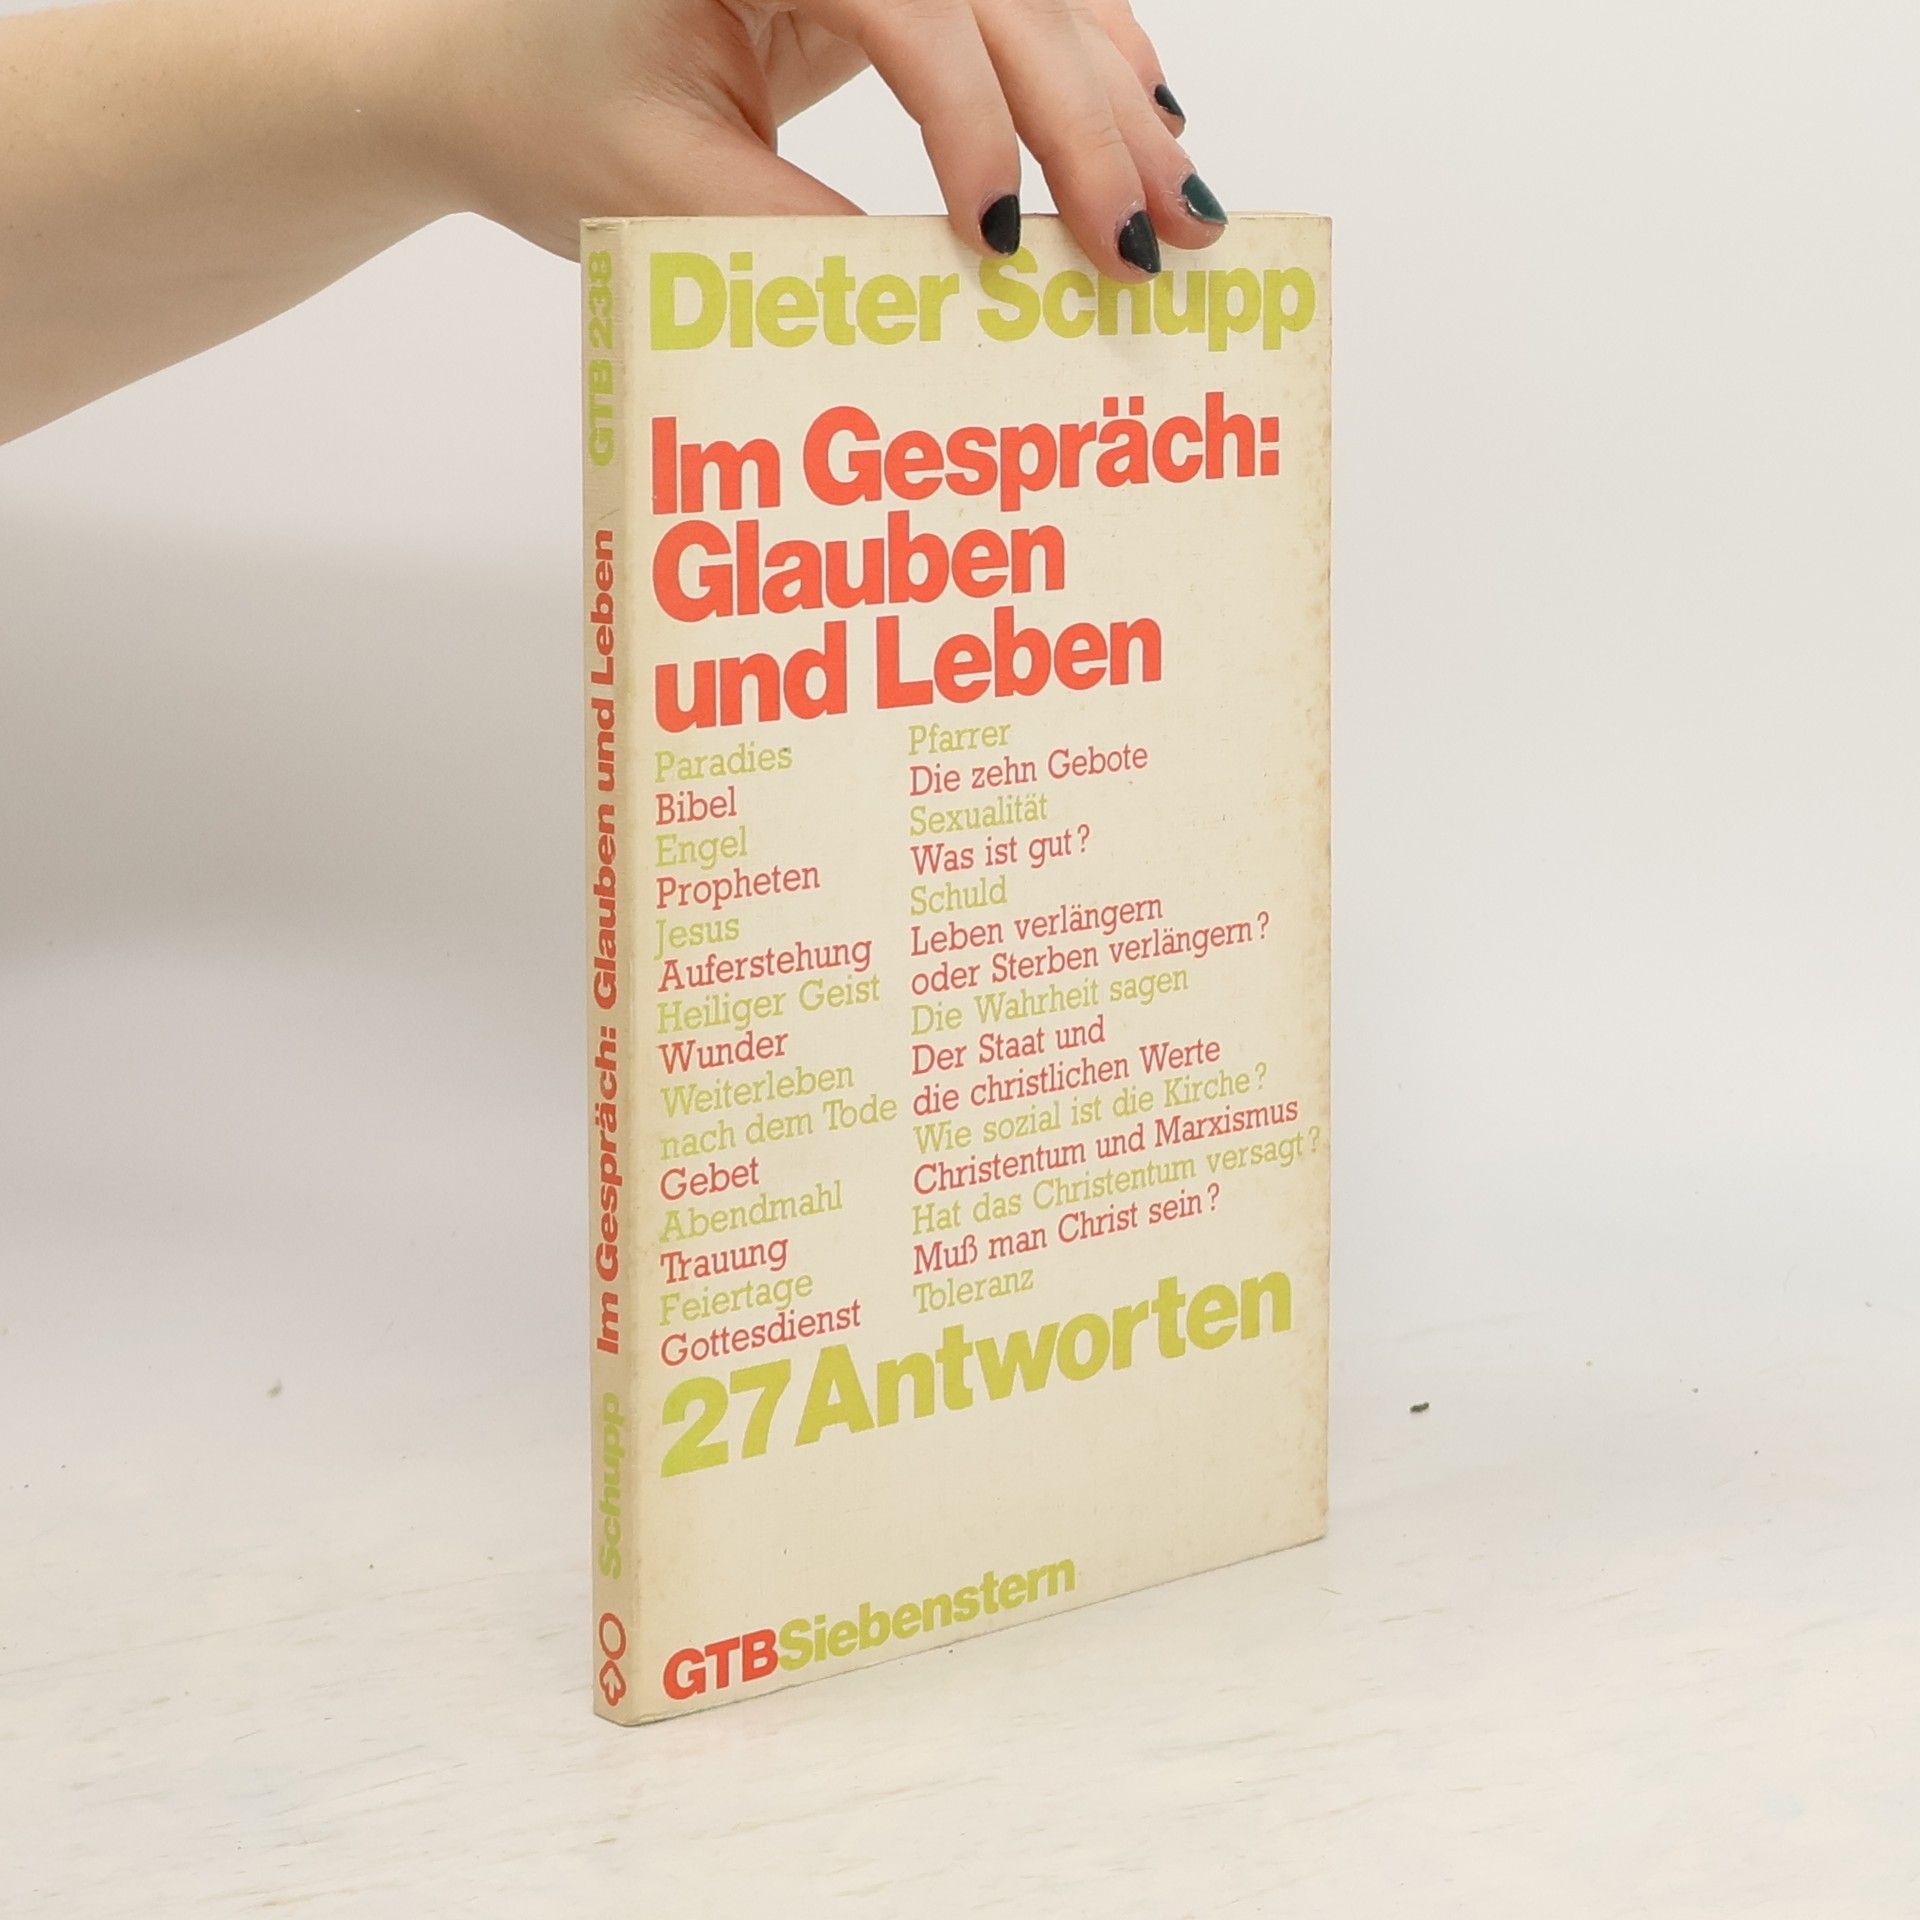 Dieter Schupp
Im Gespräch:
Glauben
und Leben
Paradies
Bibel
Engel
Propheten
Jesus
Auferstehung
Heiliger Geist
Wunder
Weiterleben
nach dem Tode
Gebet
Abendmahl
Trauung
Feiertage
Gottesdienst
Pfarrer
Die zehn Gebote
Sexualität
Was ist gut?
Schuld
Leben verlängern
oder Sterben verlängern?
Die Wahrheit sagen
Der Staat und
die christlichen Werte
Wie sozial ist die Kirche?
Christentum und Marxismus
Hat das Christentum versagt?
Muß man Christ sein?
Toleranz
27 Antworten
GTBSiebenstern
Schupp Im Gespräch: Glauben und Leben GTB 238